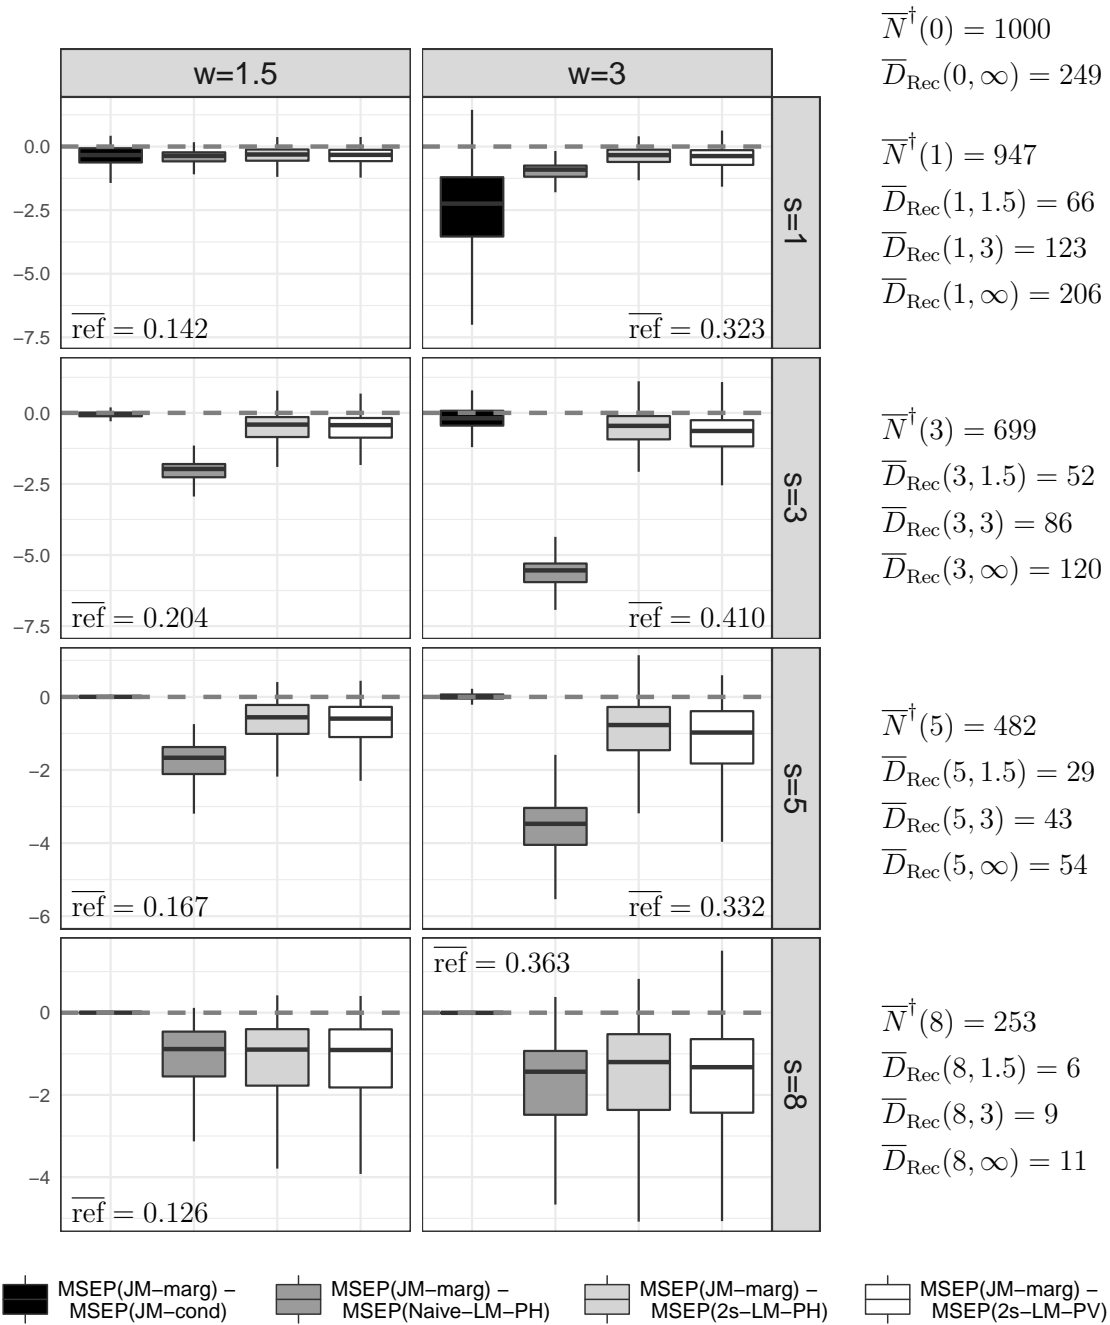 w=1.5
w=3
0.0
−2.5
−5.0
−7.5
ref = 0.142
ref = 0.323
s=1
0.0
−2.5
−5.0
−7.5
ref = 0.204
ref = 0.410
s=3
0
−2
−4
−6
ref = 0.167
ref = 0.332
s=5
0
−2
−4
ref = 0.126
ref = 0.363
s=8
N̅†(0) = 1000
D̅Rec(0, ∞) = 249
N̅†(1) = 947
D̅Rec(1, 1.5) = 66
D̅Rec(1, 3) = 123
D̅Rec(1, ∞) = 206
N̅†(3) = 699
D̅Rec(3, 1.5) = 52
D̅Rec(3, 3) = 86
D̅Rec(3, ∞) = 120
N̅†(5) = 482
D̅Rec(5, 1.5) = 29
D̅Rec(5, 3) = 43
D̅Rec(5, ∞) = 54
N̅†(8) = 253
D̅Rec(8, 1.5) = 6
D̅Rec(8, 3) = 9
D̅Rec(8, ∞) = 11
MSEP(JM−marg) −
MSEP(JM−cond)
MSEP(JM−marg) −
MSEP(Naive−LM−PH)
MSEP(JM−marg) −
MSEP(2s−LM−PH)
MSEP(JM−marg) −
MSEP(2s−LM−PV)